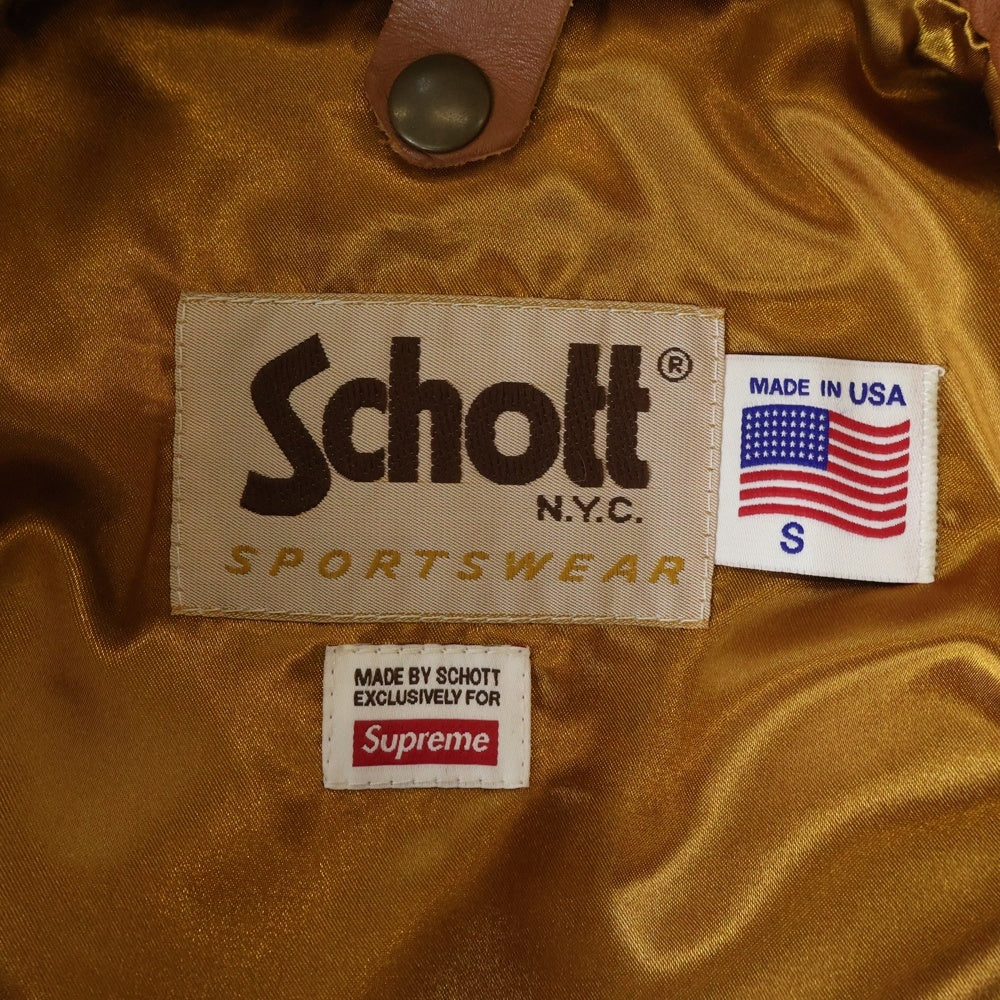 Schott®
N.Y.C.
SPORTSWEAR
MADE IN USA
S
MADE BY SCHOTT
EXCLUSIVELY FOR
Supreme